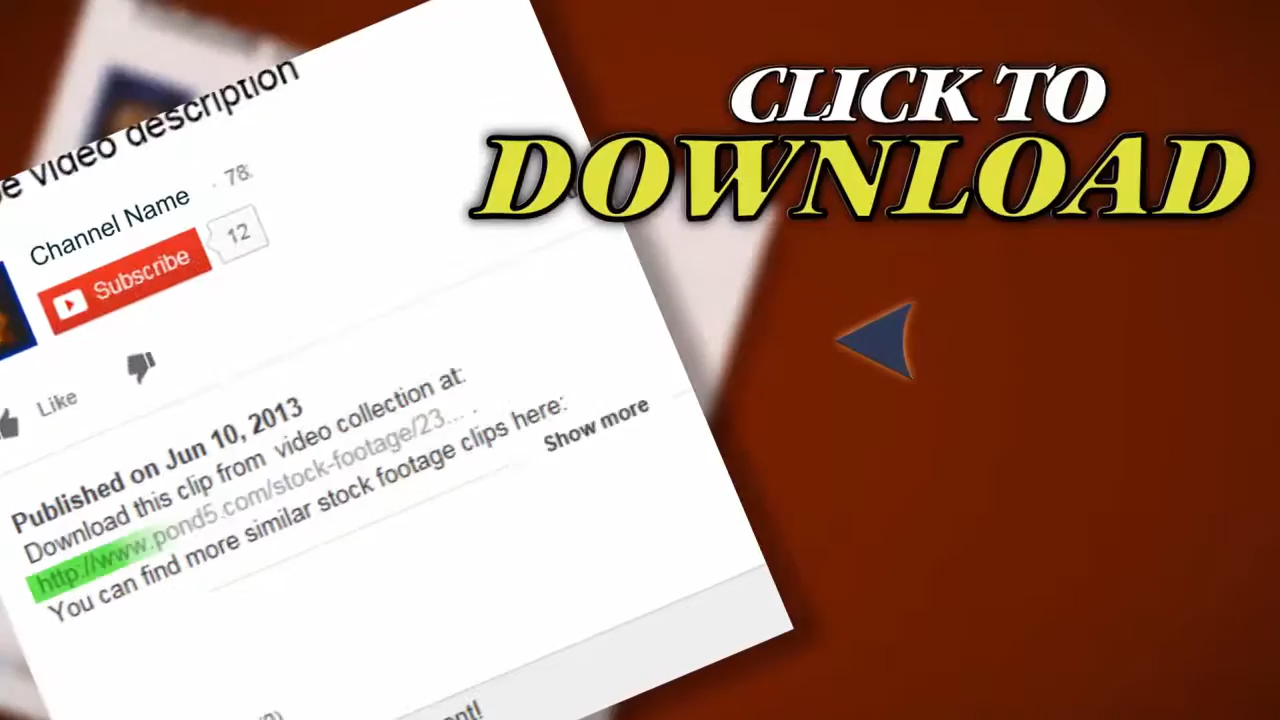 CLICK TO
DOWNLOAD
video description
Channel Name
78
Subscribe
12
Like
Published on Jun 10, 2013
Download this clip from video collection at:
http://www.pond5.com/stock-footage/23...
You can find more similar stock footage clips here:
Show more